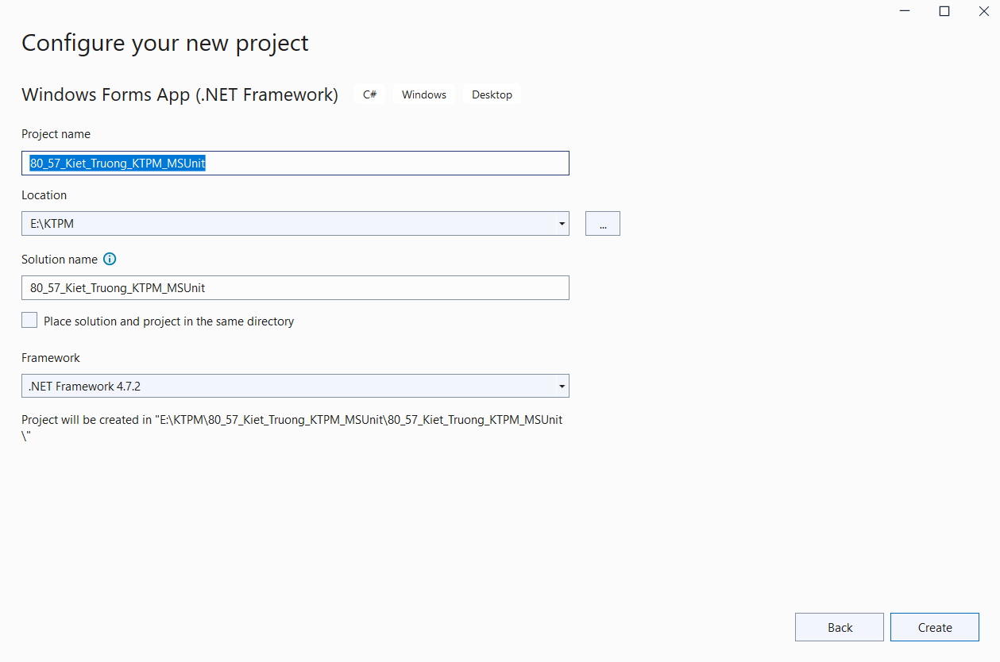 Configure your new project
Windows Forms App (.NET Framework) C# Windows Desktop
Project name
80_57_Kiet_Truong_KTPM_MSUnit
Location
E:\KTPM
...
Solution name
80_57_Kiet_Truong_KTPM_MSUnit
Place solution and project in the same directory
Framework
.NET Framework 4.7.2
Project will be created in "E:\KTPM\80_57_Kiet_Truong_KTPM_MSUnit\80_57_Kiet_Truong_KTPM_MSUnit
\"
Back Create